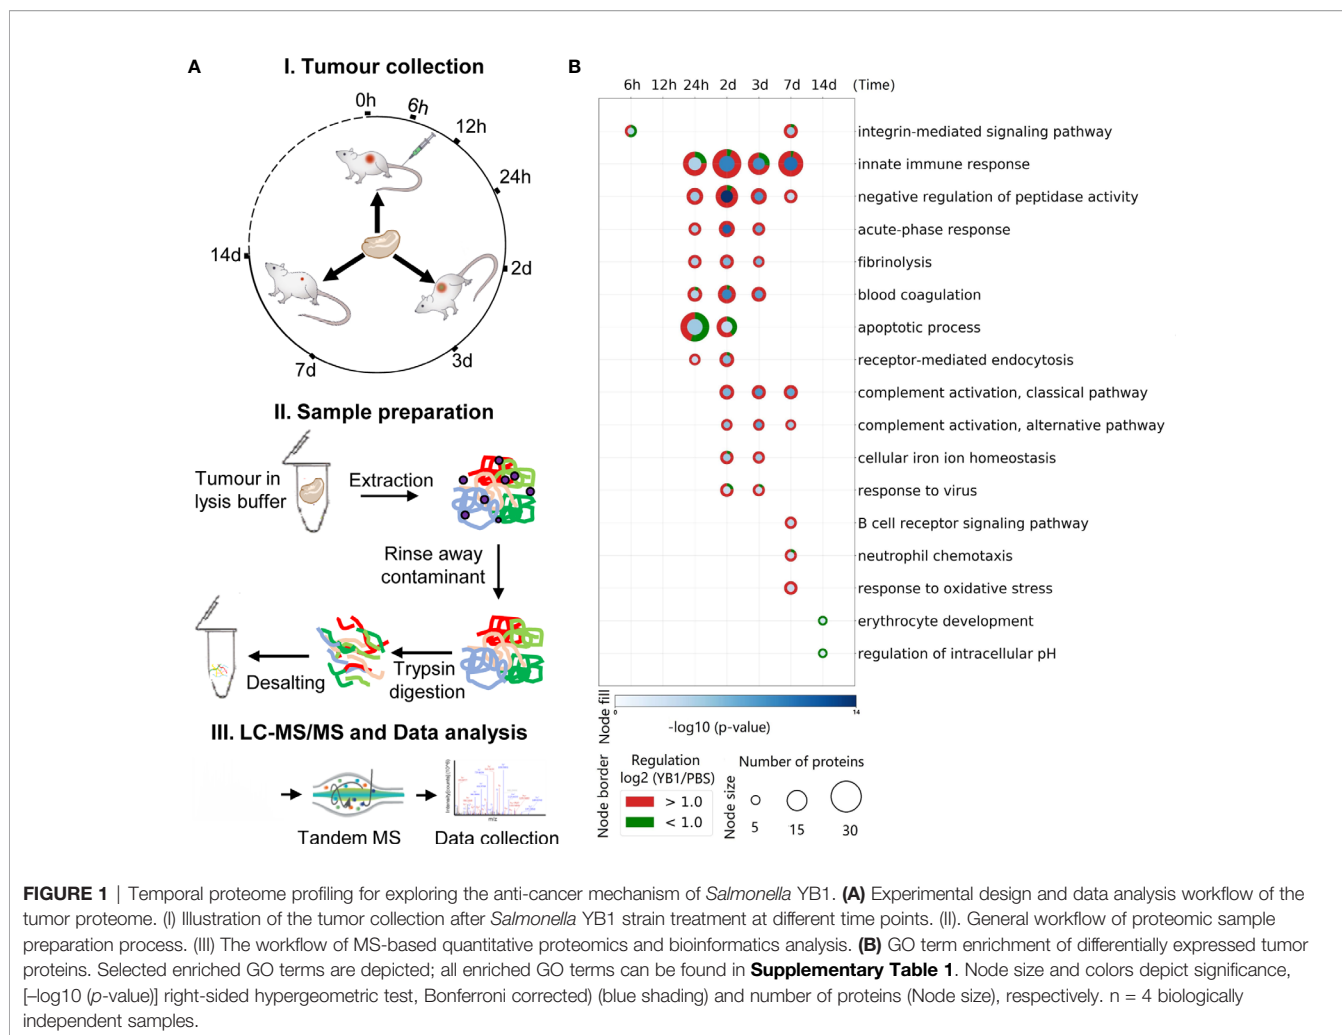 A
I. Tumour collection
0h
6h
12h
24h
2d
3d
7d
14d
II. Sample preparation
Tumour in
lysis buffer
Extraction
Rinse away
contaminant
Trypsin
digestion
Desalting
III. LC-MS/MS and Data analysis
Tandem MS
Data collection
m/z
B
6h 12h 24h 2d 3d 7d 14d (Time)
integrin-mediated signaling pathway
innate immune response
negative regulation of peptidase activity
acute-phase response
fibrinolysis
blood coagulation
apoptotic process
receptor-mediated endocytosis
complement activation, classical pathway
complement activation, alternative pathway
cellular iron ion homeostasis
response to virus
B cell receptor signaling pathway
neutrophil chemotaxis
response to oxidative stress
erythrocyte development
regulation of intracellular pH
Node fill
0 14
-log10 (p-value)
Node border
Regulation
log2 (YB1/PBS)
> 1.0
< 1.0
Node size
Number of proteins
5 15 30
FIGURE 1 | Temporal proteome profiling for exploring the anti-cancer mechanism of Salmonella YB1. (A) Experimental design and data analysis workflow of the
tumor proteome. (I) Illustration of the tumor collection after Salmonella YB1 strain treatment at different time points. (II). General workflow of proteomic sample
preparation process. (III) The workflow of MS-based quantitative proteomics and bioinformatics analysis. (B) GO term enrichment of differentially expressed tumor
proteins. Selected enriched GO terms are depicted; all enriched GO terms can be found in Supplementary Table 1. Node size and colors depict significance,
[–log10 (p-value)] right-sided hypergeometric test, Bonferroni corrected) (blue shading) and number of proteins (Node size), respectively. n = 4 biologically
independent samples.